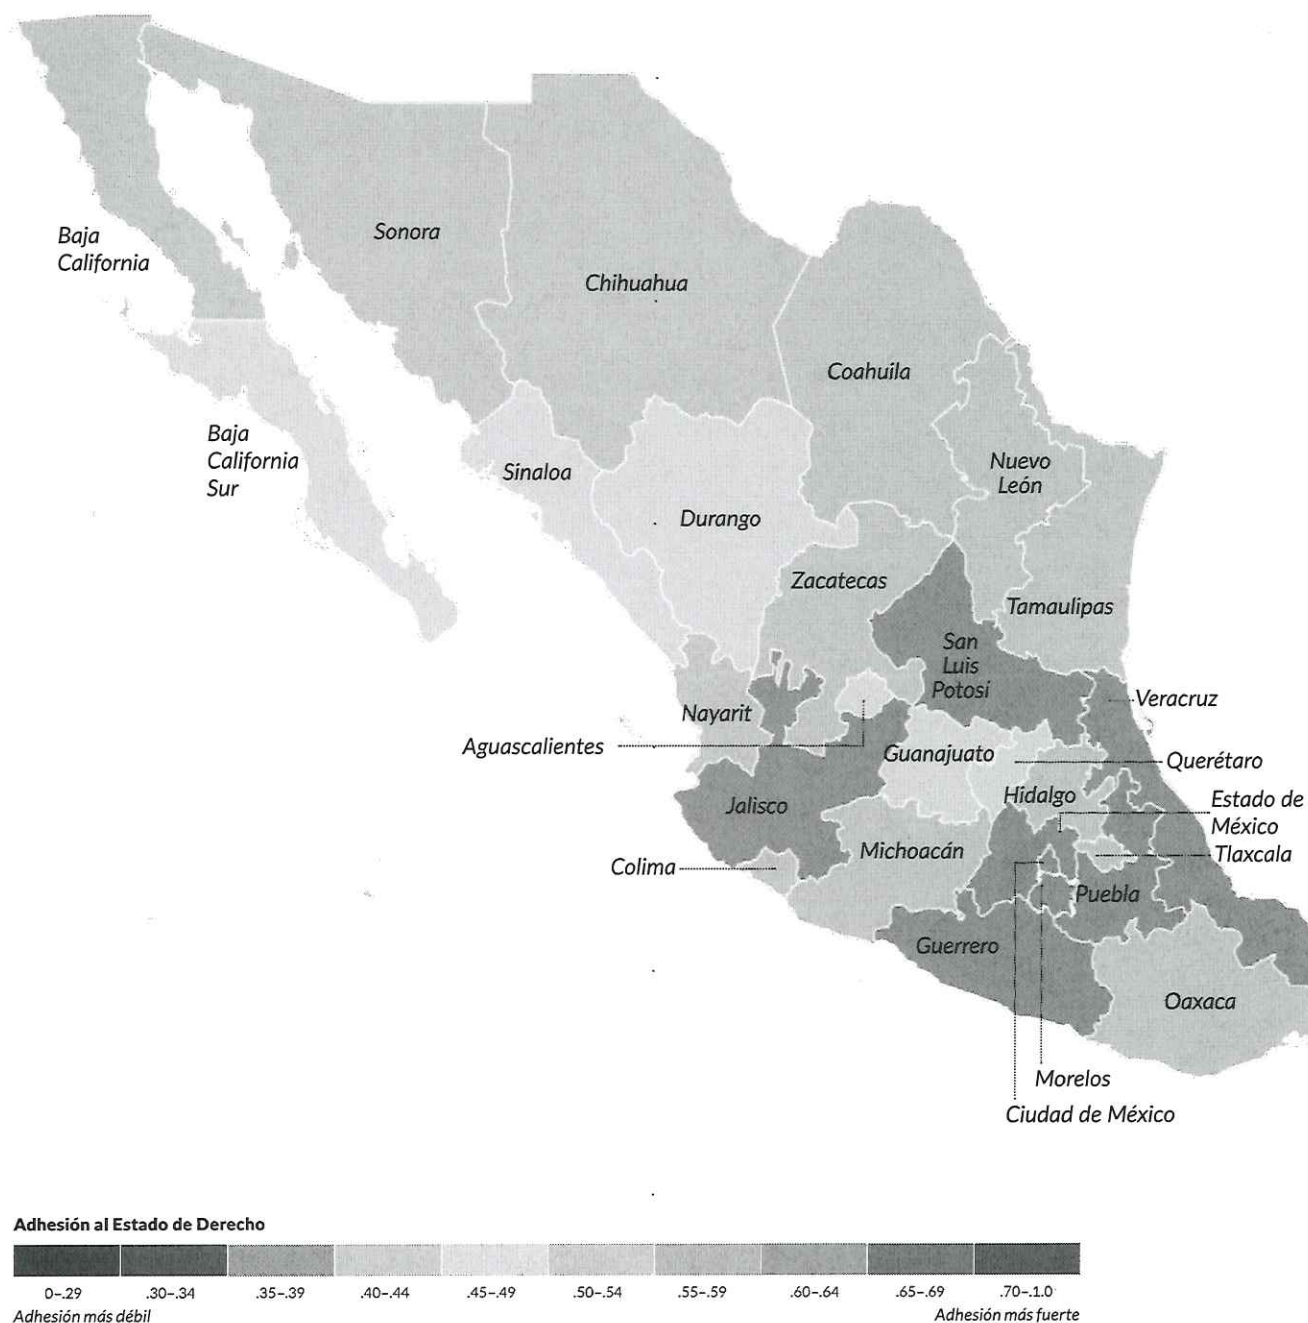 Baja
California
Sonora
Chihuahua
Coahuila
Baja
California
Sur
Sinaloa
Nuevo
León
Durango
Zacatecas
Tamaulipas
San
Luis
Potosí
Nayarit
Veracruz
Aguascalientes
Guanajuato
Querétaro
Hidalgo
Estado de
México
Jalisco
Michoacán
Tlaxcala
Colima
Puebla
Guerrero
Oaxaca
Morelos
Ciudad de México
Adhesión al Estado de Derecho
0-.29 .30-.34 .35-.39 .40-.44 .45-.49 .50-.54 .55-.59 .60-.64 .65-.69 .70-.1.0
Adhesión más débil Adhesión más fuerte